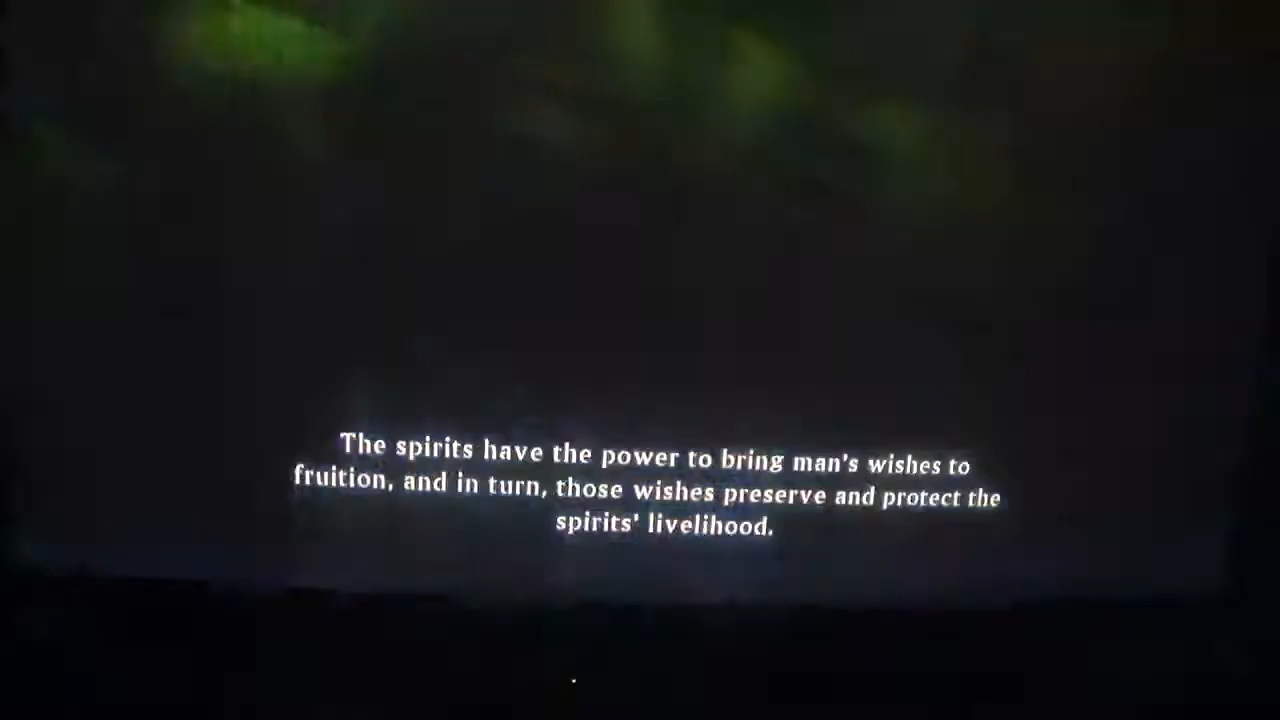 The spirits have the power to bring man's wishes to
fruition, and in turn, those wishes preserve and protect the
spirits' livelihood.